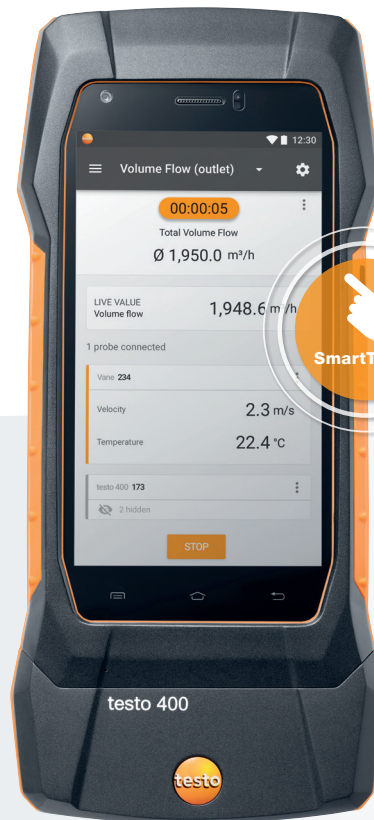 12:30
Volume Flow (outlet)
00:00:05
Total Volume Flow
Ø 1,950.0 m³/h
LIVE VALUE
Volume flow 1,948.6 m³/h
1 probe connected
Vane 234
Velocity 2.3 m/s
Temperature 22.4 °C
testo 400 173
2 hidden
STOP
SmartT
testo 400
testo